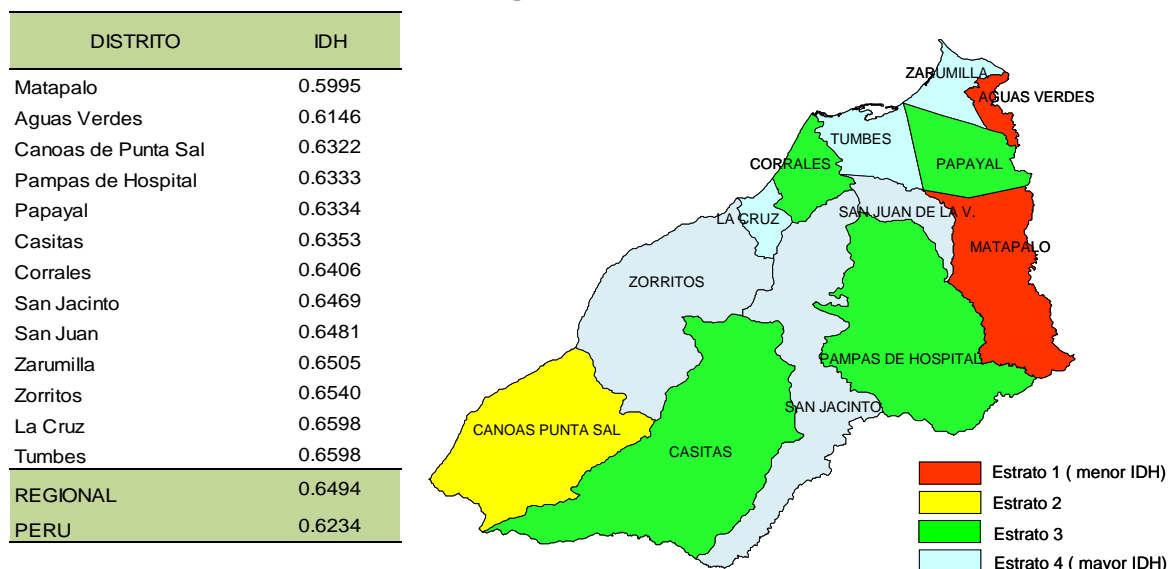 DISTRITO IDH
Matapalo 0.5995
Aguas Verdes 0.6146
Canoas de Punta Sal 0.6322
Pampas de Hospital 0.6333
Papayal 0.6334
Casitas 0.6353
Corrales 0.6406
San Jacinto 0.6469
San Juan 0.6481
Zarumilla 0.6505
Zorritos 0.6540
La Cruz 0.6598
Tumbes 0.6598
REGIONAL 0.6494
PERU 0.6234
ZARUMILLA
AGUAS VERDES
TUMBES
CORRALES
PAPAYAL
LA CRUZ
SAN JUAN DE LA V.
MATAPALO
ZORRITOS
PAMPAS DE HOSPITAL
SAN JACINTO
CANOAS PUNTA SAL
CASITAS
Estrato 1 ( menor IDH)
Estrato 2
Estrato 3
Estrato 4 ( mayor IDH)